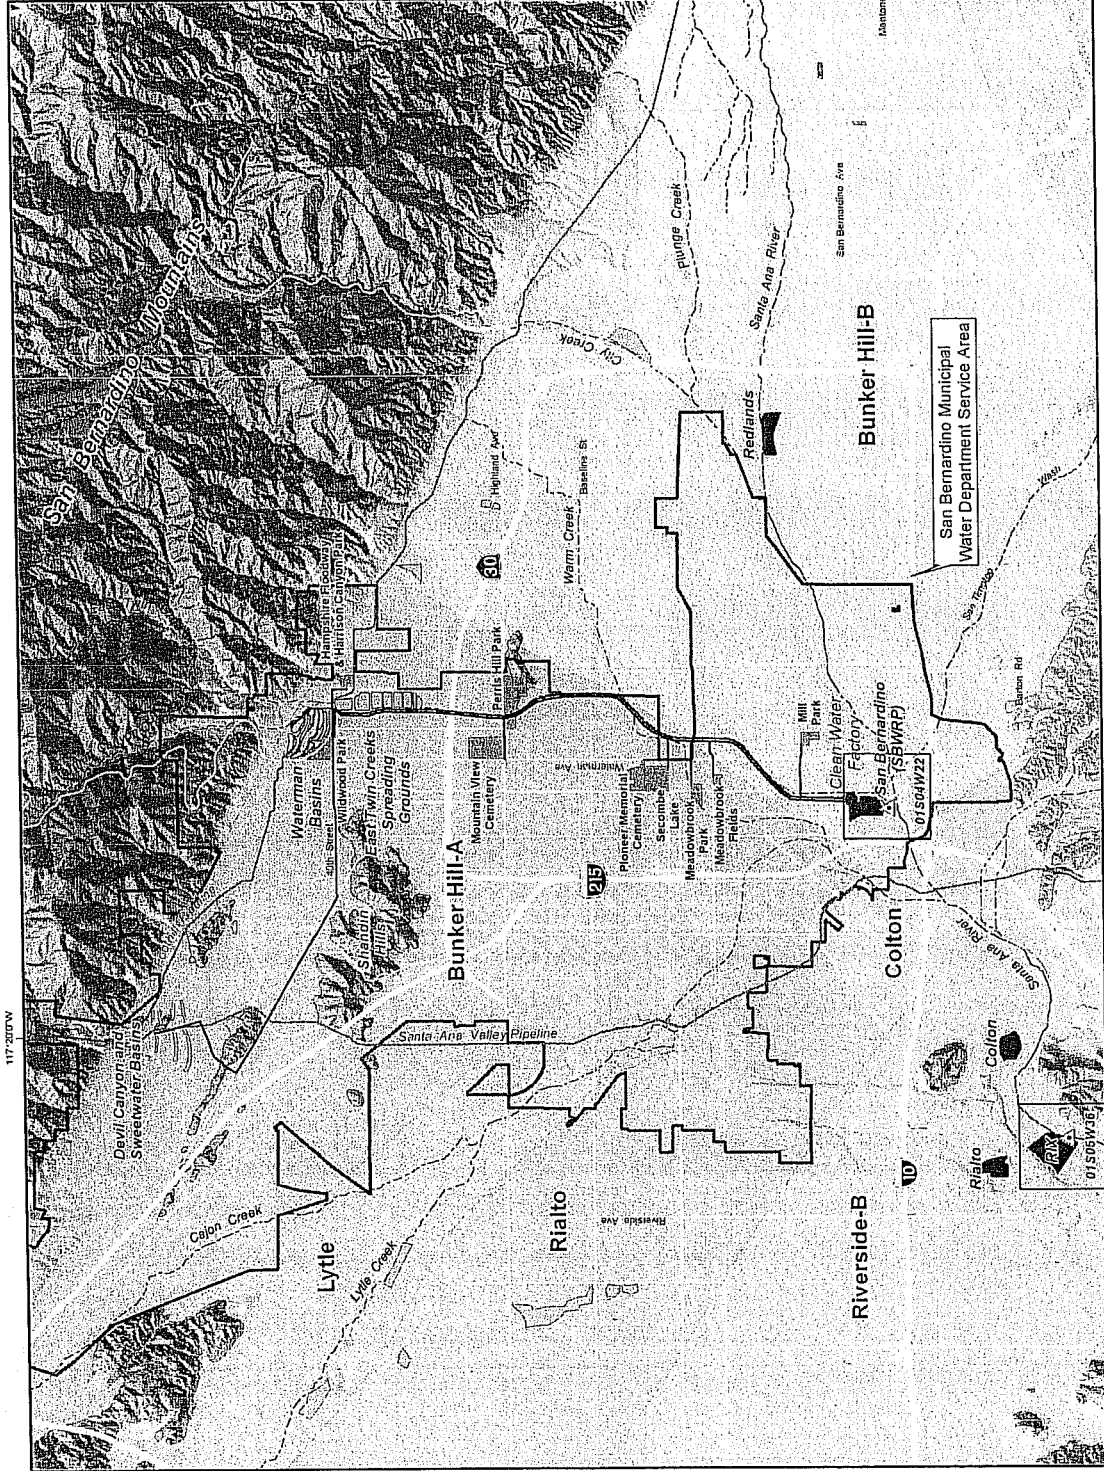 117°20'0"W
San Bernardino Mountains
Devil Canyon and
Sweetwater Basins
Waterman
Basins
Hampshire Floodway
& Harrison Canyon Park
40th Street
Wildwood Park
East Twin Creeks
Spreading
Grounds
Shandin
Hills
Perris Hill Park
30
Highland Ave
Mountain View
Cemetery
Bunker Hill-A
Santa Ana Valley Pipeline
Cajon Creek
Lytle
Lytle Creek
Rialto
Riverside Ave
215
Waterman Ave
Pioneer/Memorial
Cemetery
Seccombe
Lake
Meadowbrook
Park
Meadowbrook
Fields
Warm Creek
Baseline St
City Creek
Plunge Creek
Santa Ana River
San Bernardino Ave
Redlands
Bunker Hill-B
San Bernardino Municipal
Water Department Service Area
San Timoteo
Wash
Barton Rd
Mill
Park
Clean Water
Factory
San Bernardino
(SBWRP)
01S04W22
Colton
Santa Ana River
Colton
10
Rialto
RIX
01S05W36
Riverside-B